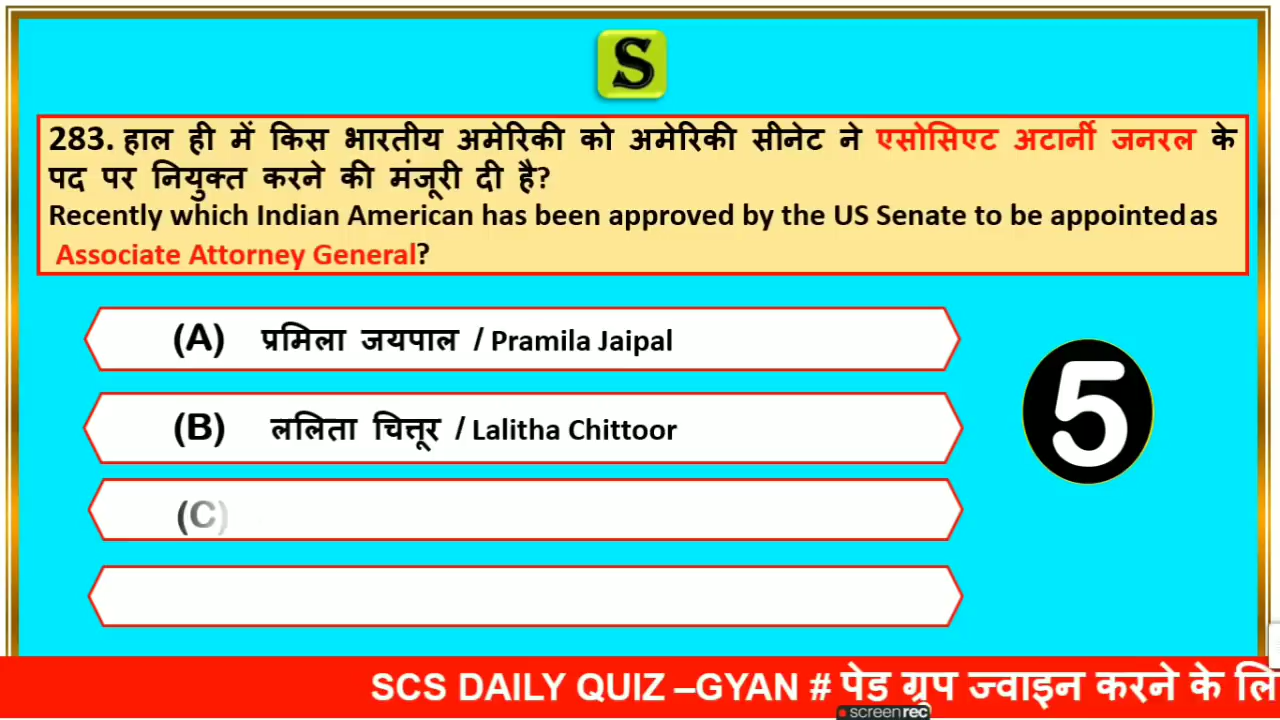 S
283. हाल ही में किस भारतीय अमेरिकी को अमेरिकी सीनेट ने एसोसिएट अटार्नी जनरल के
पद पर नियुक्त करने की मंजूरी दी है?
Recently which Indian American has been approved by the US Senate to be appointed as
Associate Attorney General?
(A) प्रमिला जयपाल / Pramila Jaipal
(B) ललिता चित्तूर / Lalitha Chittoor
5
(C)
SCS DAILY QUIZ –GYAN # पेड ग्रुप ज्वाइन करने के लि
screenrec